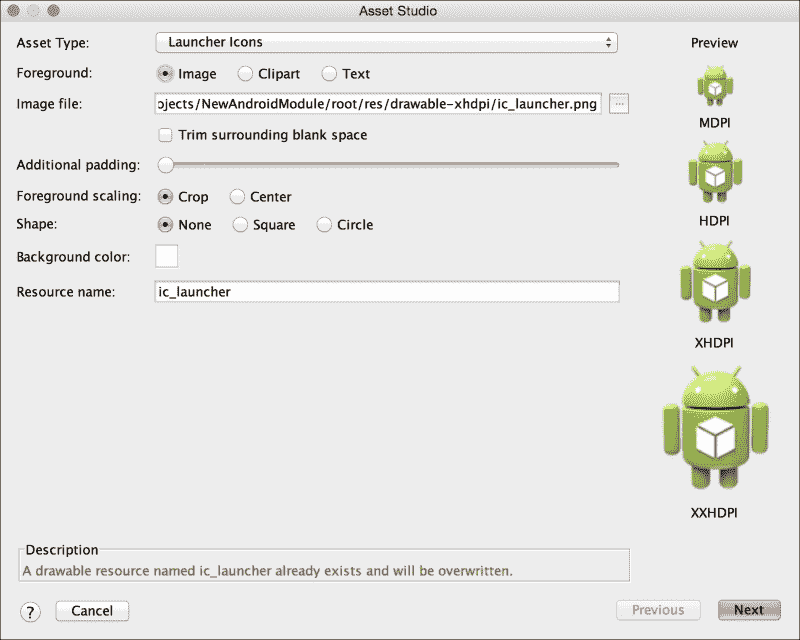 Asset Studio
Asset Type: Launcher Icons
Preview
Foreground: Image Clipart Text
Image file: ojects/NewAndroidModule/root/res/drawable-xhdpi/ic_launcher.png ...
Trim surrounding blank space
MDPI
Additional padding:
Foreground scaling: Crop Center
HDPI
Shape: None Square Circle
Background color:
Resource name: ic_launcher
XHDPI
XXHDPI
Description
A drawable resource named ic_launcher already exists and will be overwritten.
? Cancel Previous Next